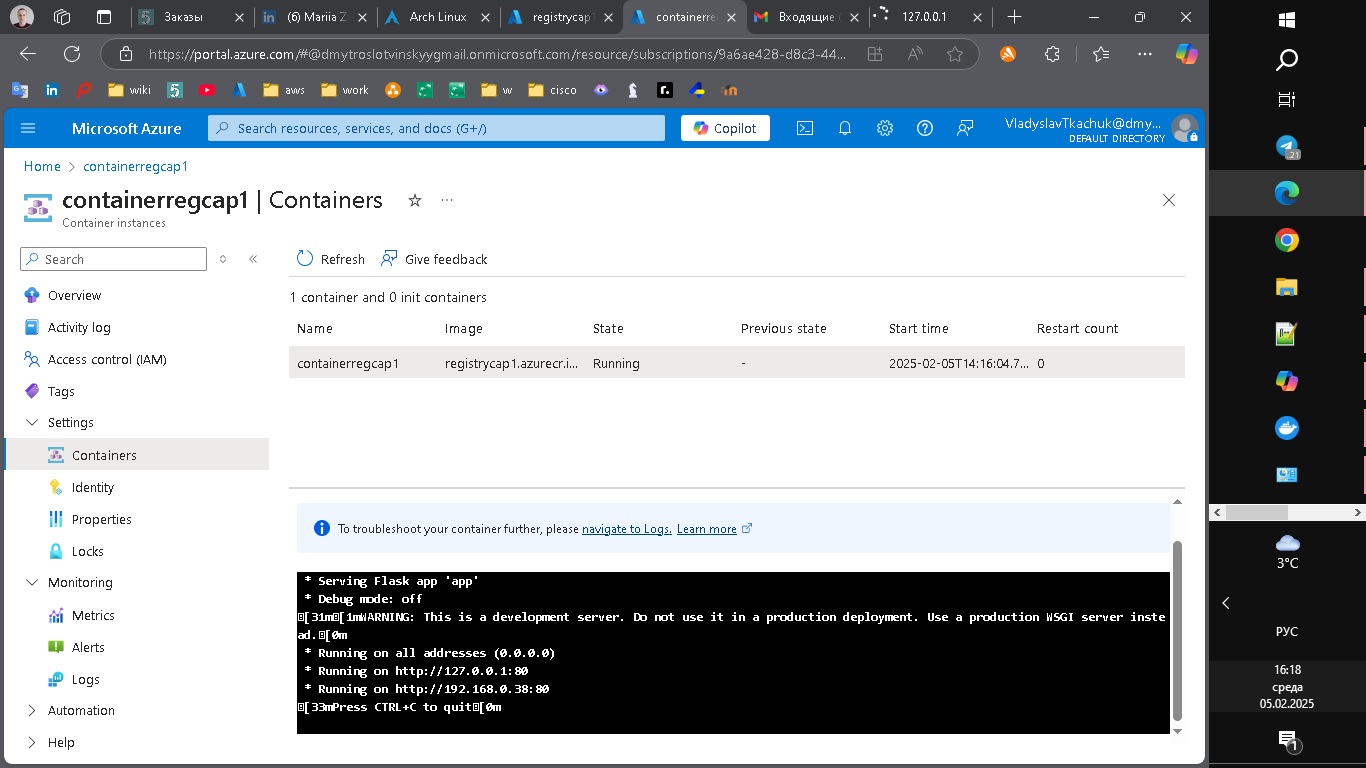 Заказы
(6) Mariia Z
Arch Linux
registrycap1
containerre
Входящие
127.0.0.1
https://portal.azure.com/#@dmytroslotvinskyygmail.onmicrosoft.com/resource/subscriptions/9a6ae428-d8c3-44...
wiki
aws
work
w
cisco
Microsoft Azure
Search resources, services, and docs (G+/)
Copilot
VladyslavTkachuk@dmy...
DEFAULT DIRECTORY
Home > containerregcap1
containerregcap1 | Containers
Container instances
Search
Refresh
Give feedback
Overview
Activity log
Access control (IAM)
Tags
Settings
Containers
Identity
Properties
Locks
Monitoring
Metrics
Alerts
Logs
Automation
Help
1 container and 0 init containers
Name Image State Previous state Start time Restart count
containerregcap1 registrycap1.azurecr.i... Running - 2025-02-05T14:16:04.7... 0
To troubleshoot your container further, please navigate to Logs. Learn more
* Serving Flask app 'app'
* Debug mode: off
[31m[1mWARNING: This is a development server. Do not use it in a production deployment. Use a production WSGI server inste
ad.[0m
* Running on all addresses (0.0.0.0)
* Running on http://127.0.0.1:80
* Running on http://192.168.0.38:80
[33mPress CTRL+C to quit[0m
21
3°C
РУС
16:18
среда
05.02.2025
1